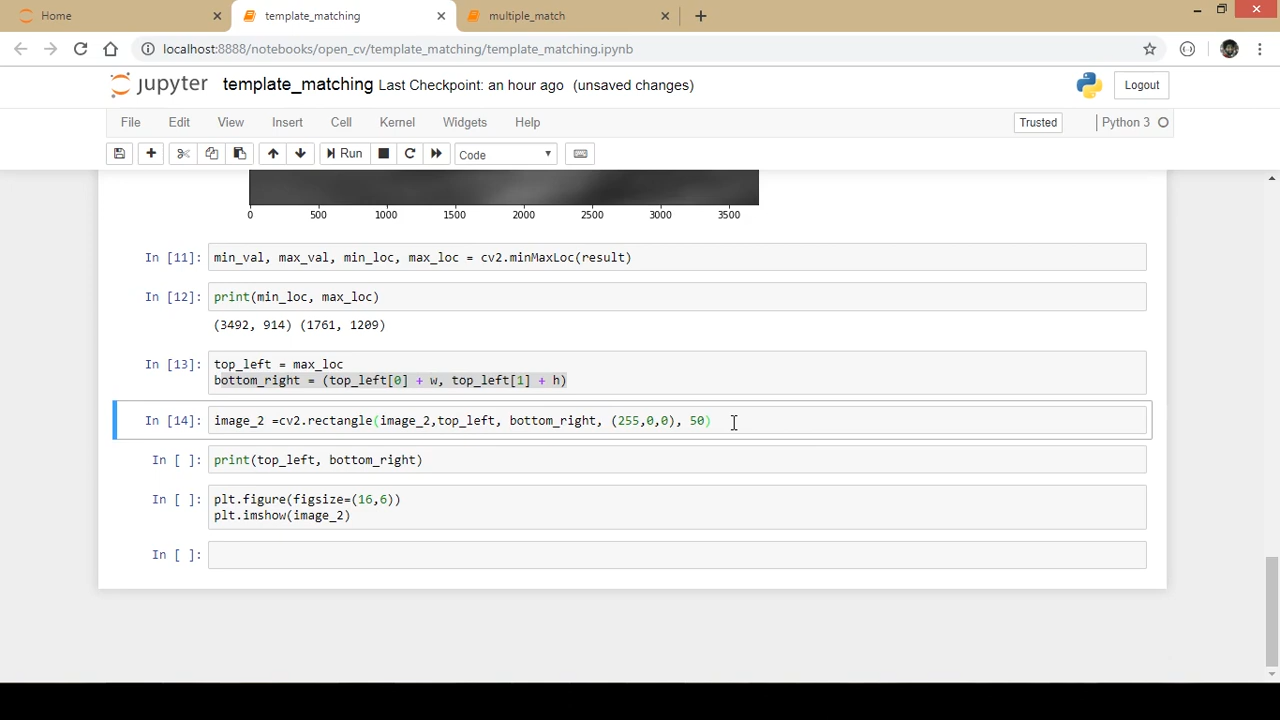 Home
template_matching
multiple_match
localhost:8888/notebooks/open_cv/template_matching/template_matching.ipynb
jupyter template_matching Last Checkpoint: an hour ago (unsaved changes)
Logout
File Edit View Insert Cell Kernel Widgets Help
Trusted
Python 3
Run
Code
0 500 1000 1500 2000 2500 3000 3500
In [11]: min_val, max_val, min_loc, max_loc = cv2.minMaxLoc(result)
In [12]: print(min_loc, max_loc)
(3492, 914) (1761, 1209)
In [13]: top_left = max_loc
bottom_right = (top_left[0] + w, top_left[1] + h)
In [14]: image_2 =cv2.rectangle(image_2,top_left, bottom_right, (255,0,0), 50)
In [ ]: print(top_left, bottom_right)
In [ ]: plt.figure(figsize=(16,6))
plt.imshow(image_2)
In [ ]: